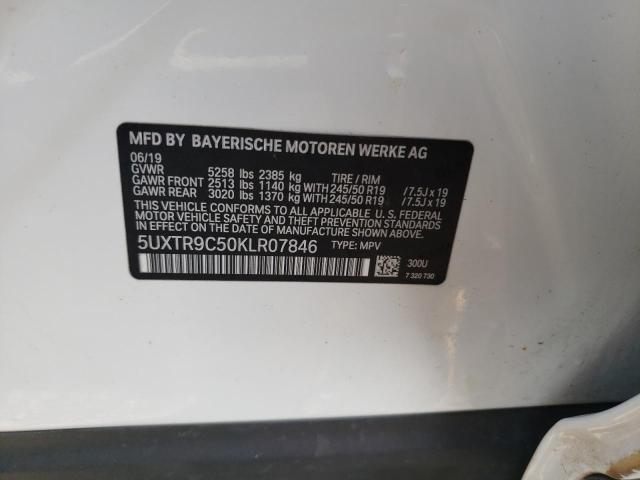 MFD BY BAYERISCHE MOTOREN WERKE AG
06/19
GVWR 5258 lbs 2385 kg TIRE / RIM
GAWR FRONT 2513 lbs 1140 kg WITH 245/50 R19 /7.5J x 19
GAWR REAR 3020 lbs 1370 kg WITH 245/50 R19 /7.5J x 19
THIS VEHICLE CONFORMS TO ALL APPLICABLE U. S. FEDERAL
MOTOR VEHICLE SAFETY AND THEFT PREVENTION STANDARDS
IN EFFECT ON THE DATE OF MANUFACTURE SHOWN ABOVE.
5UXTR9C50KLR07846 TYPE: MPV
300U
7 320 730